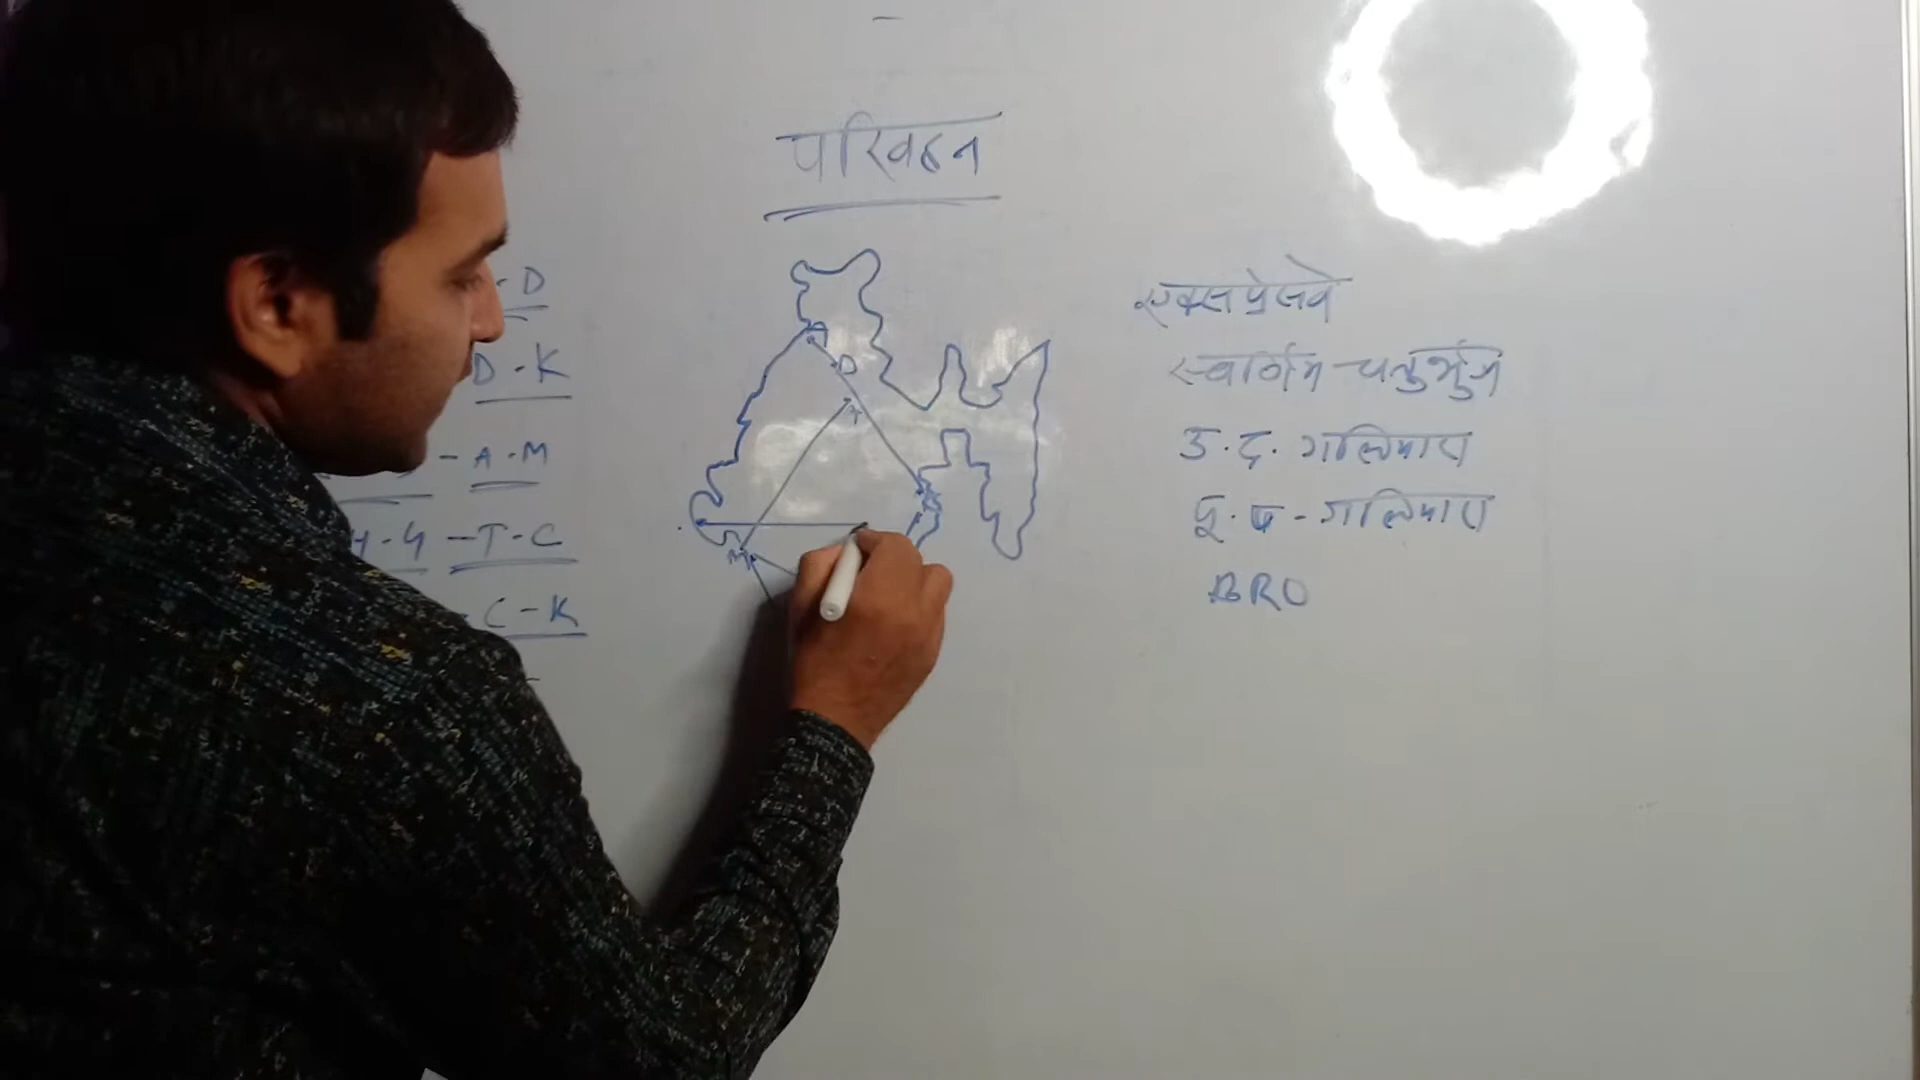 परिवहन
- D
D - K
- A - M
H - G - T - C
C - K
A
D
A
K
M
एक्सप्रेसवे
स्वर्णिम - चतुर्भुज
उ. द. गलियारा
पू. प - गलियारा
BRO